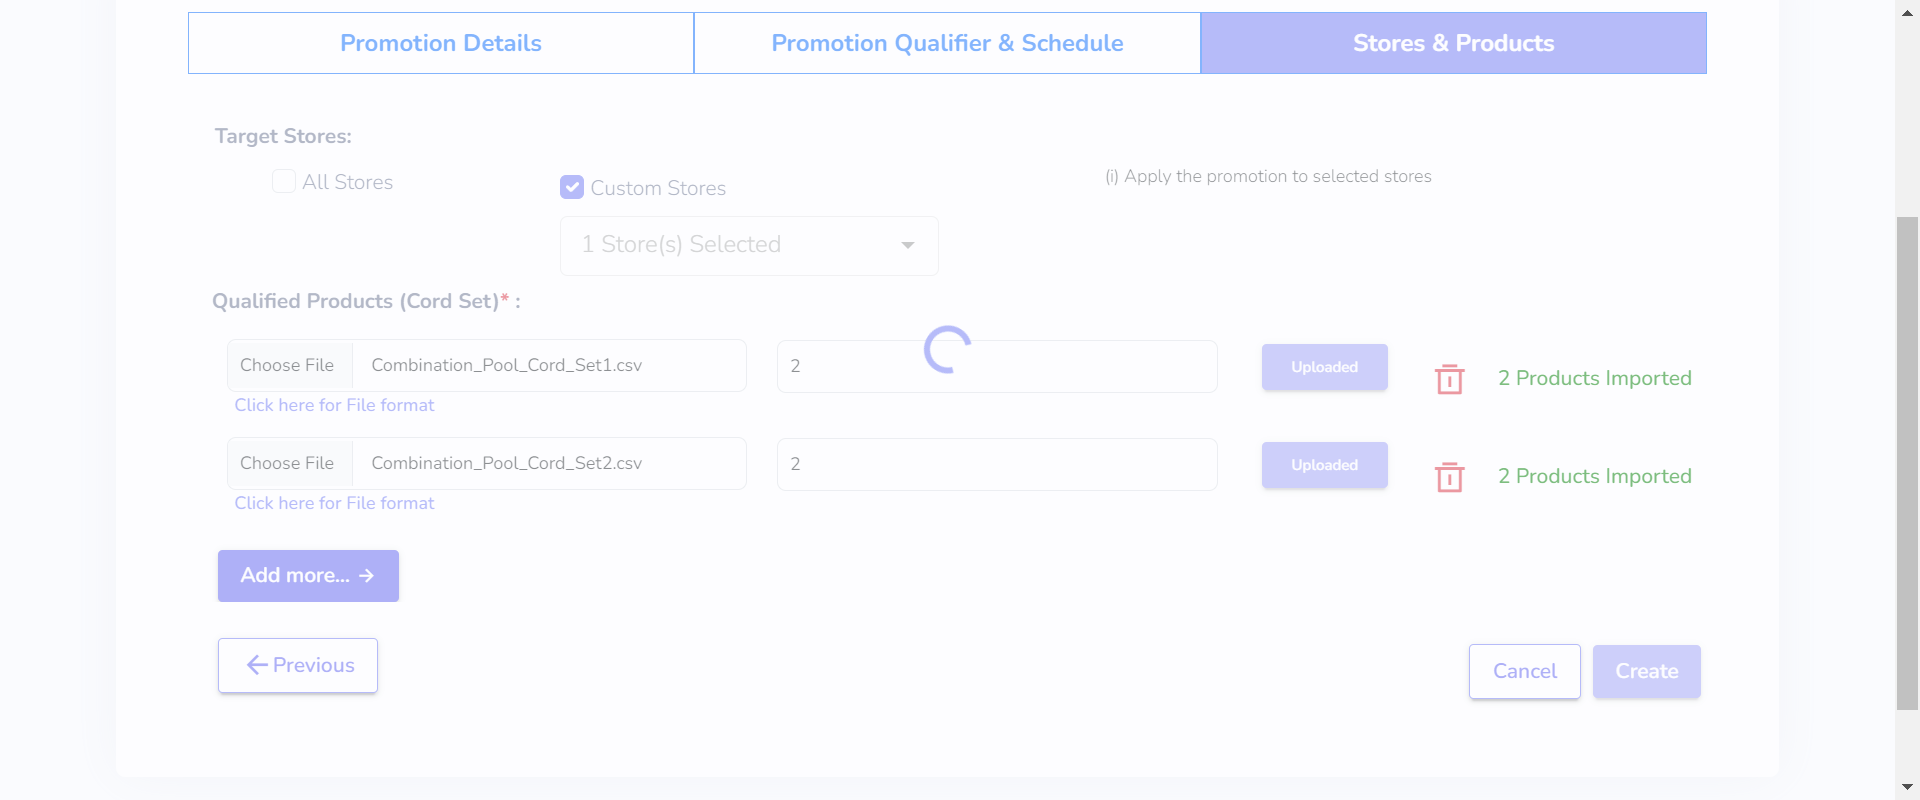 Promotion Details
Promotion Qualifier & Schedule
Stores & Products
Target Stores:
All Stores
Custom Stores
(i) Apply the promotion to selected stores
1 Store(s) Selected
Qualified Products (Cord Set)* :
Choose File
Combination_Pool_Cord_Set1.csv
2
Uploaded
2 Products Imported
Click here for File format
Choose File
Combination_Pool_Cord_Set2.csv
2
Uploaded
2 Products Imported
Click here for File format
Add more... →
Previous
Cancel
Create